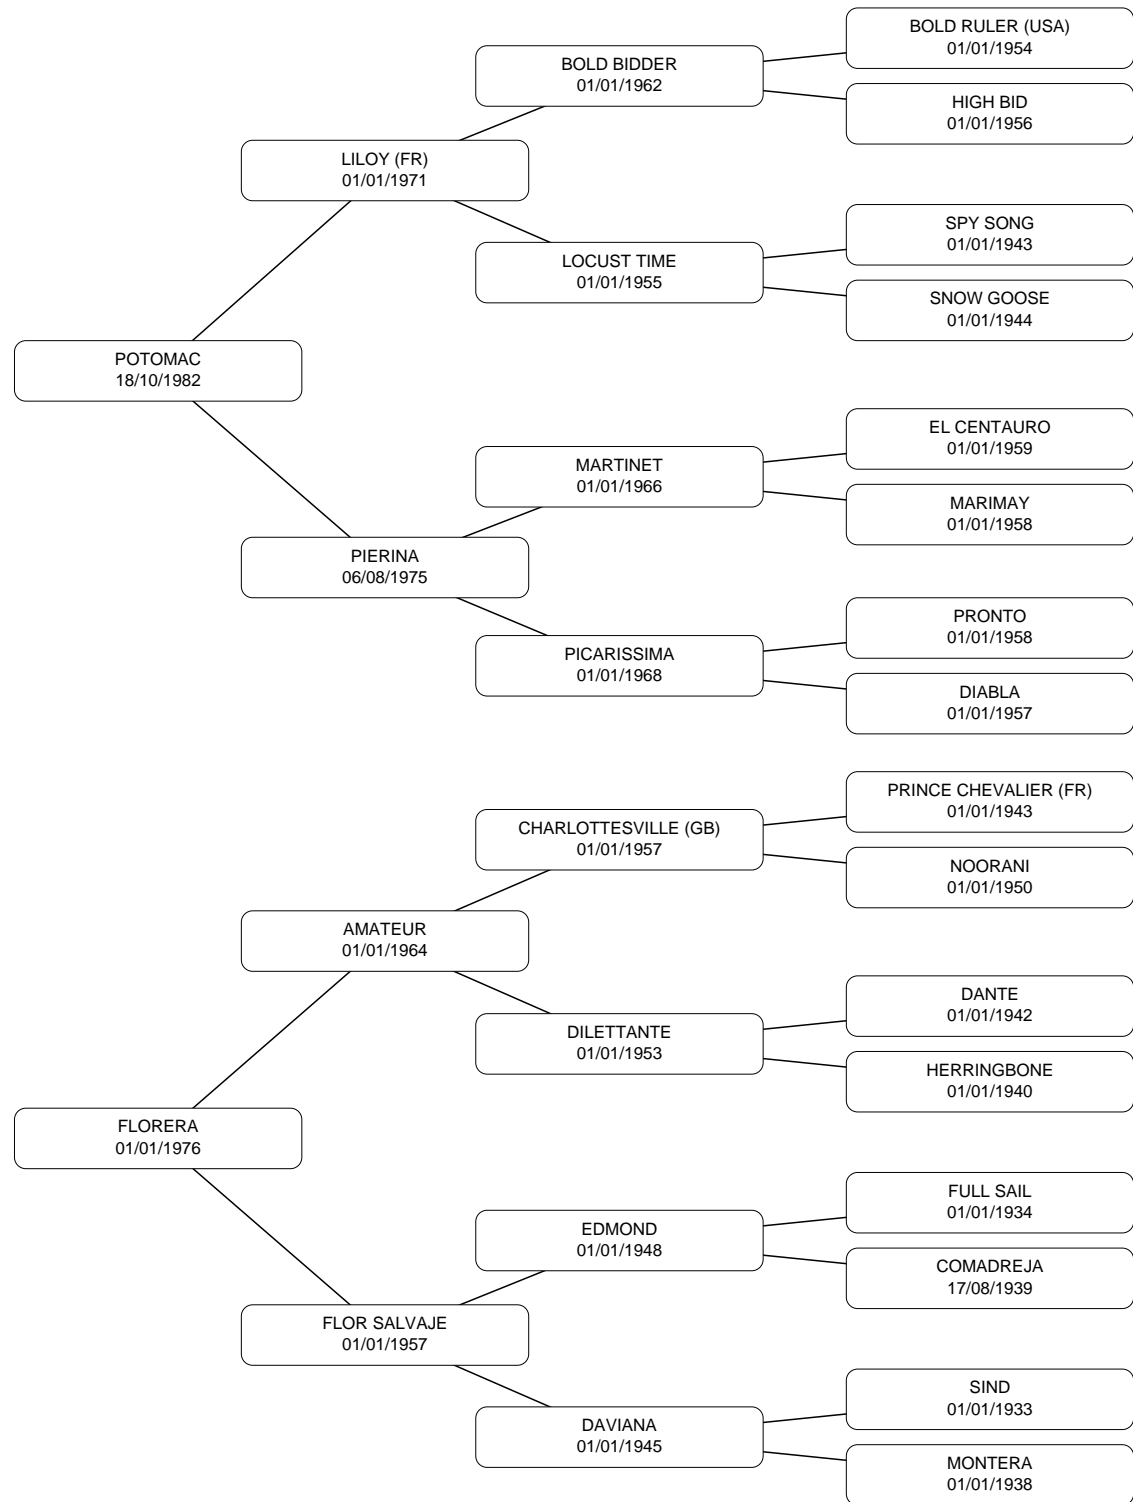 BOLD RULER (USA)
01/01/1954
BOLD BIDDER
01/01/1962
HIGH BID
01/01/1956
LILOY (FR)
01/01/1971
SPY SONG
01/01/1943
LOCUST TIME
01/01/1955
SNOW GOOSE
01/01/1944
POTOMAC
18/10/1982
EL CENTAURO
01/01/1959
MARTINET
01/01/1966
MARIMAY
01/01/1958
PIERINA
06/08/1975
PRONTO
01/01/1958
PICARISSIMA
01/01/1968
DIABLA
01/01/1957
PRINCE CHEVALIER (FR)
01/01/1943
CHARLOTTESVILLE (GB)
01/01/1957
NOORANI
01/01/1950
AMATEUR
01/01/1964
DANTE
01/01/1942
DILETTANTE
01/01/1953
HERRINGBONE
01/01/1940
FLORERA
01/01/1976
FULL SAIL
01/01/1934
EDMOND
01/01/1948
COMADREJA
17/08/1939
FLOR SALVAJE
01/01/1957
SIND
01/01/1933
DAVIANA
01/01/1945
MONTERA
01/01/1938